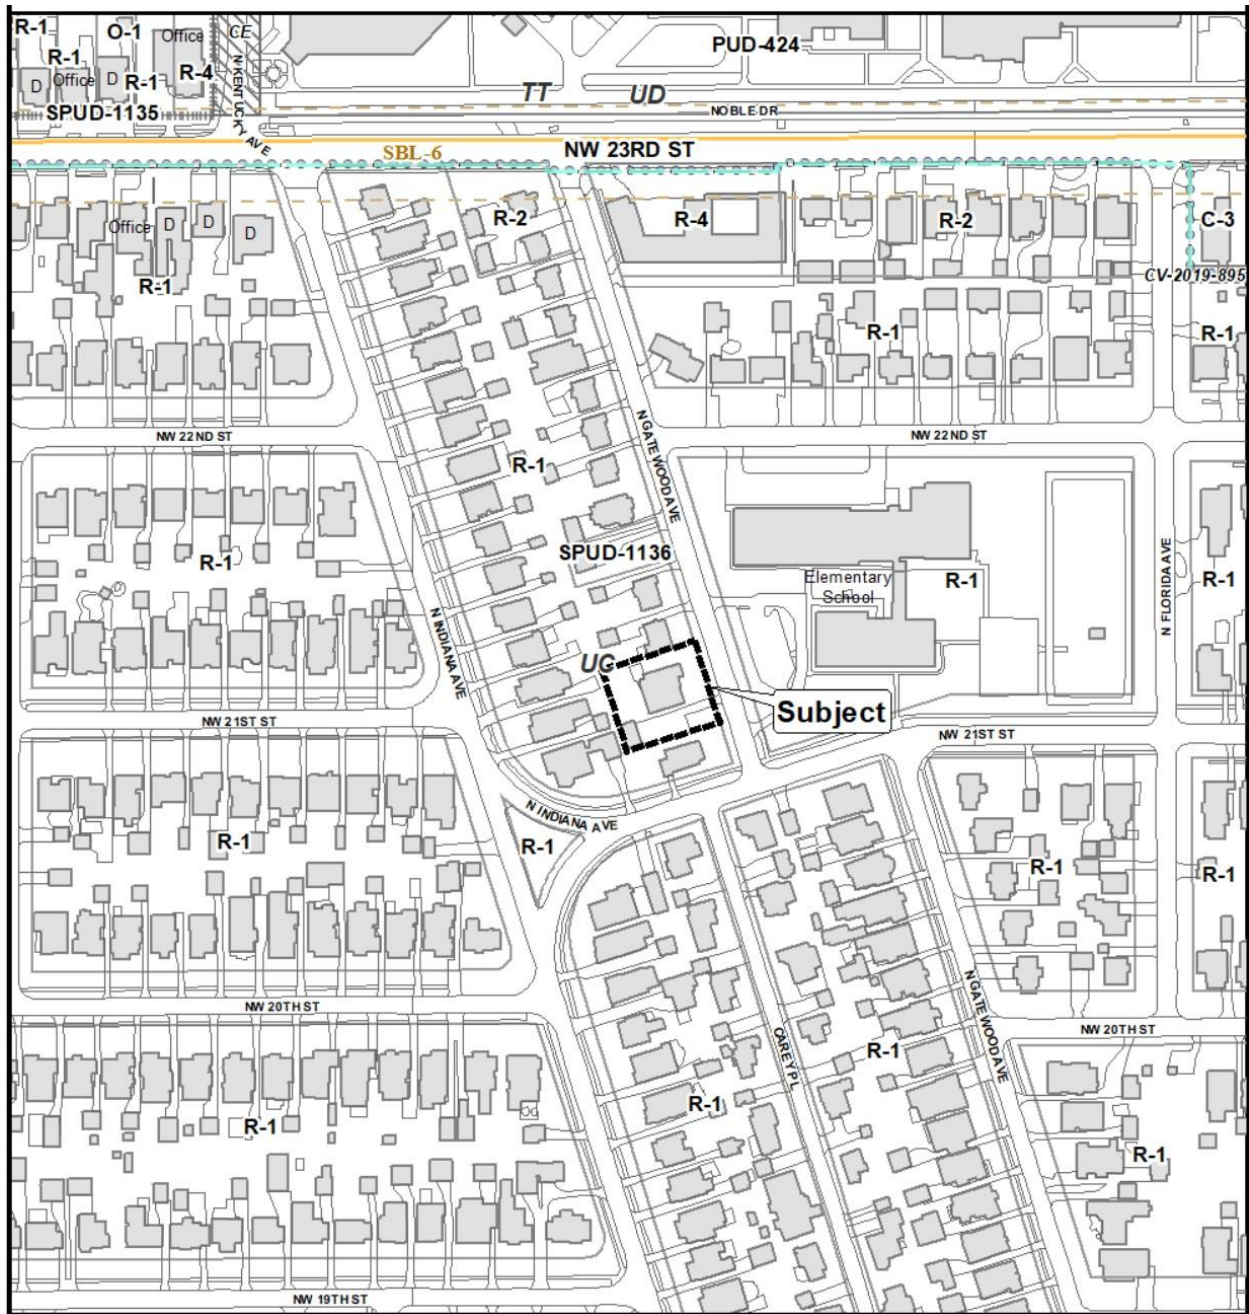 R-1
O-1
Office
CE
PUD-424
R-1
Office
D
D
R-1
R-4
N KENTUCKY AVE
TT
UD
SPUD-1135
NOBLE DR
SBL-6
NW 23RD ST
Office
D
D
D
R-2
R-4
R-2
C-3
R-1
CV-2019-895
R-1
R-1
NW 22ND ST
NW 22ND ST
N GATEWOOD AVE
R-1
SPUD-1136
R-1
Elementary
School
R-1
R-1
N FLORIDA AVE
N INDIANA AVE
UC
Subject
NW 21ST ST
NW 21ST ST
N INDIANA AVE
R-1
R-1
R-1
R-1
NW 20TH ST
N GATEWOOD AVE
NW 20TH ST
CAREY PL
R-1
R-1
R-1
R-1
NW 19TH ST